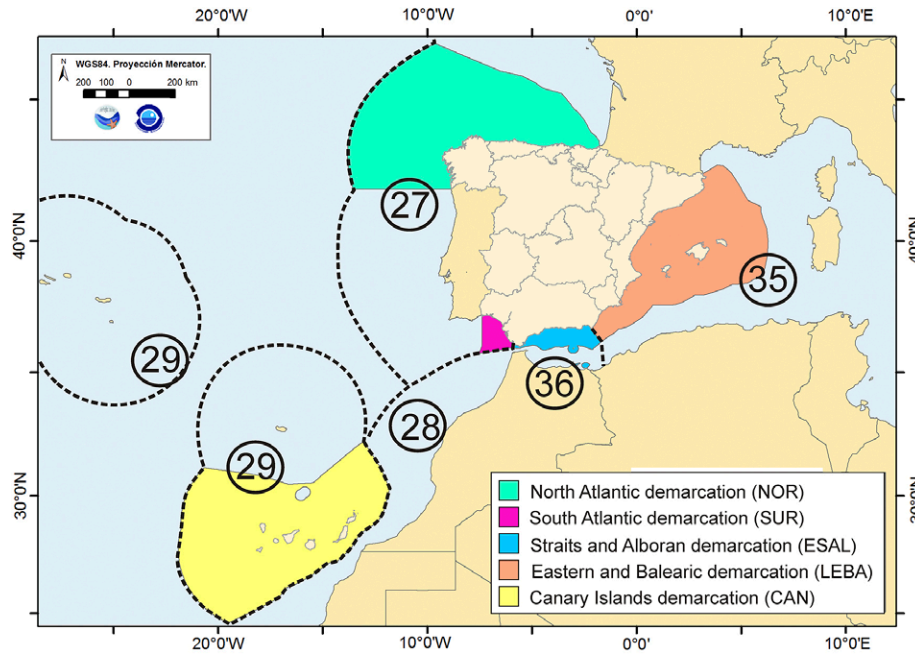 20°0'W 10°0'W 0°0' 10°0'E
N WGS84. Proyección Mercator.
200 100 0 200 km
27
40°0'N 40°0'N
35
29
36
28
29
30°0'N
North Atlantic demarcation (NOR)
South Atlantic demarcation (SUR)
Straits and Alboran demarcation (ESAL)
Eastern and Balearic demarcation (LEBA)
Canary Islands demarcation (CAN)
20°0'W 10°0'W 0°0' 10°0'E